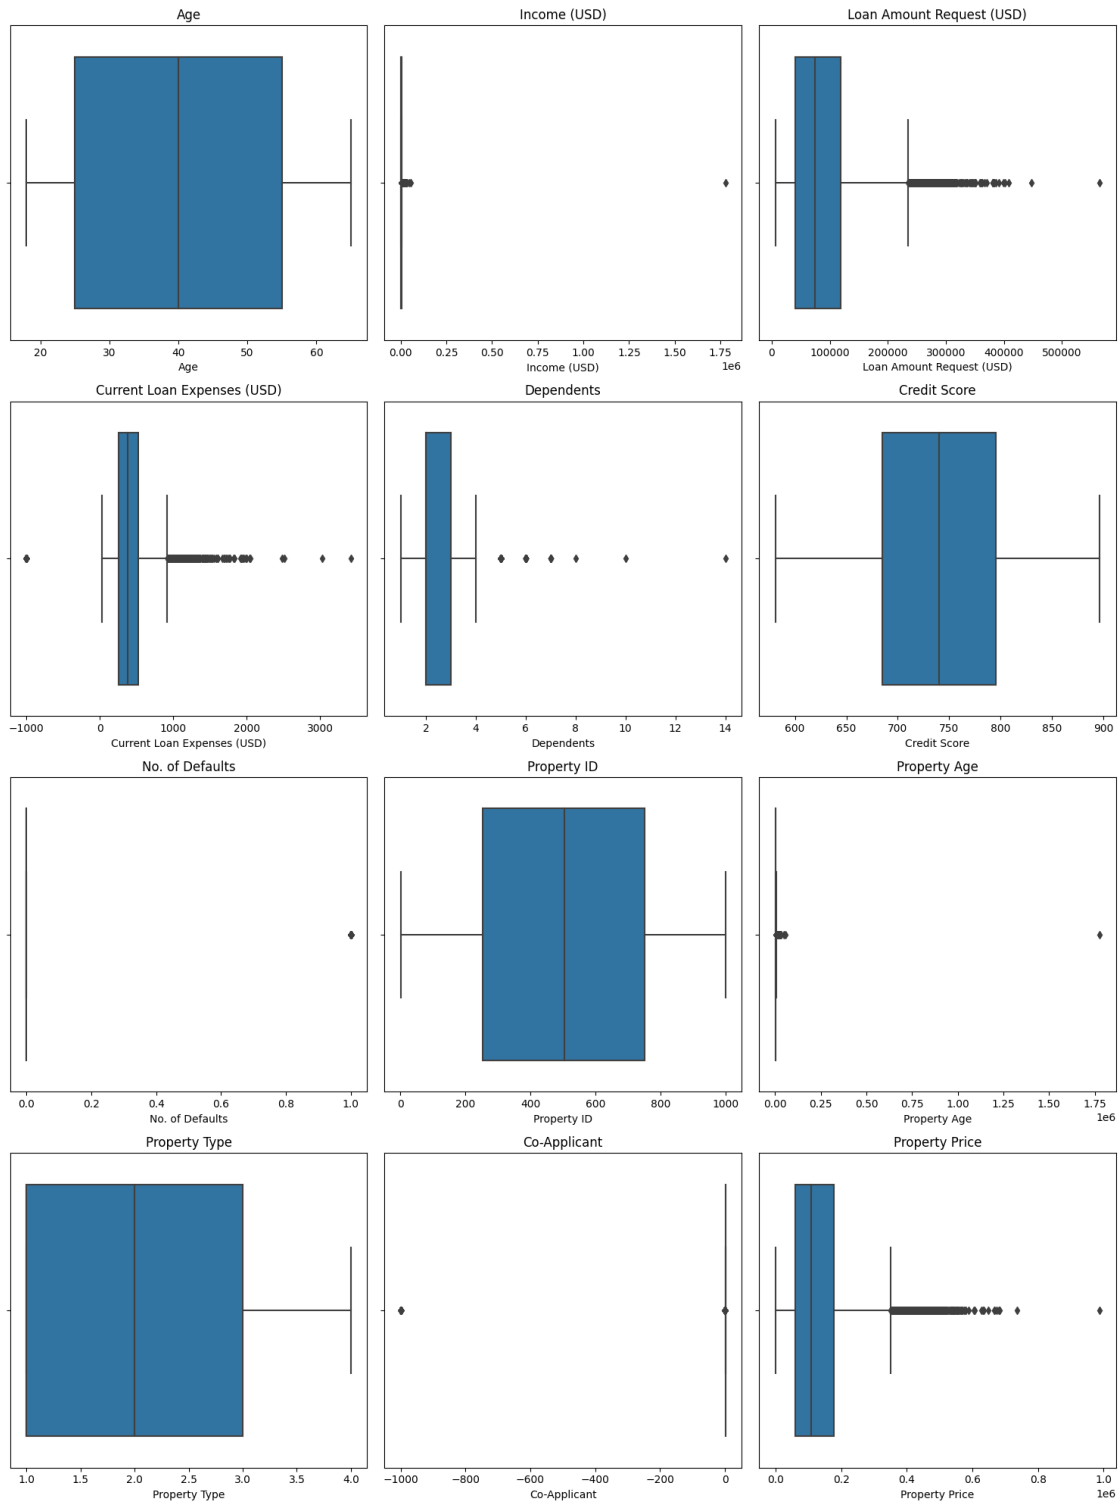 Age
Income (USD)
Loan Amount Request (USD)
20 30 40 50 60
0.00 0.25 0.50 0.75 1.00 1.25 1.50 1.75
0 100000 200000 300000 400000 500000
Age
Income (USD)
1e6
Loan Amount Request (USD)
Current Loan Expenses (USD)
Dependents
Credit Score
−1000 0 1000 2000 3000
2 4 6 8 10 12 14
600 650 700 750 800 850 900
Current Loan Expenses (USD)
Dependents
Credit Score
No. of Defaults
Property ID
Property Age
0.0 0.2 0.4 0.6 0.8 1.0
0 200 400 600 800 1000
0.00 0.25 0.50 0.75 1.00 1.25 1.50 1.75
No. of Defaults
Property ID
Property Age
1e6
Property Type
Co-Applicant
Property Price
1.0 1.5 2.0 2.5 3.0 3.5 4.0
−1000 −800 −600 −400 −200 0
0.0 0.2 0.4 0.6 0.8 1.0
Property Type
Co-Applicant
Property Price
1e6